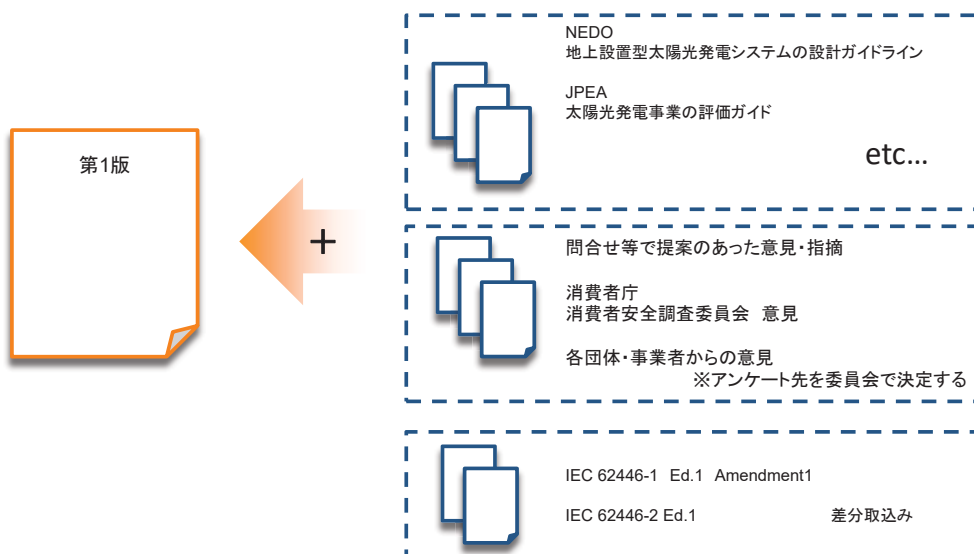 第1版
+
NEDO
地上設置型太陽光発電システムの設計ガイドライン
JPEA
太陽光発電事業の評価ガイド
etc…
問合せ等で提案のあった意見・指摘
消費者庁
消費者安全調査委員会 意見
各団体・事業者からの意見
※アンケート先を委員会で決定する
IEC 62446-1 Ed.1 Amendment1
IEC 62446-2 Ed.1 差分取込み